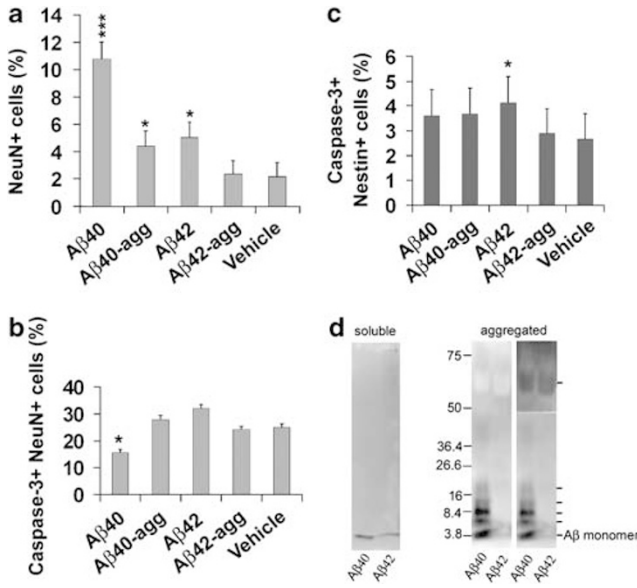 a
NeuN+ cells (%)
14
12
10
8
6
4
2
0
***
*
*
Aβ40
Aβ40-agg
Aβ42
Aβ42-agg
Vehicle
b
Caspase-3+ NeuN+ cells (%)
40
30
20
10
0
*
Aβ40
Aβ40-agg
Aβ42
Aβ42-agg
Vehicle
c
Caspase-3+
Nestin+ cells (%)
6
5
4
3
2
1
0
*
Aβ40
Aβ40-agg
Aβ42
Aβ42-agg
Vehicle
d
soluble
aggregated
75
50
36.4
26.6
16
8.4
3.8
Aβ monomer
Aβ40
Aβ42
Aβ40
Aβ42
Aβ40
Aβ42